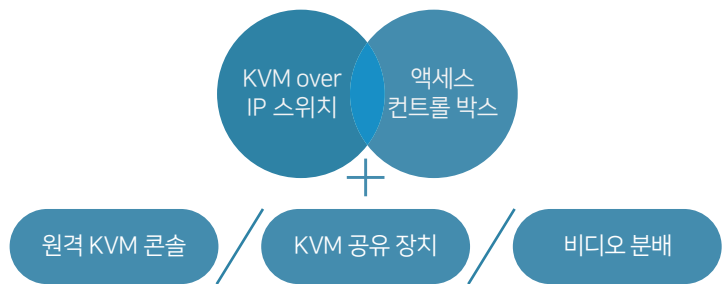 KVM over
IP 스위치
액세스
컨트롤 박스
원격 KVM 콘솔
KVM 공유 장치
비디오 분배